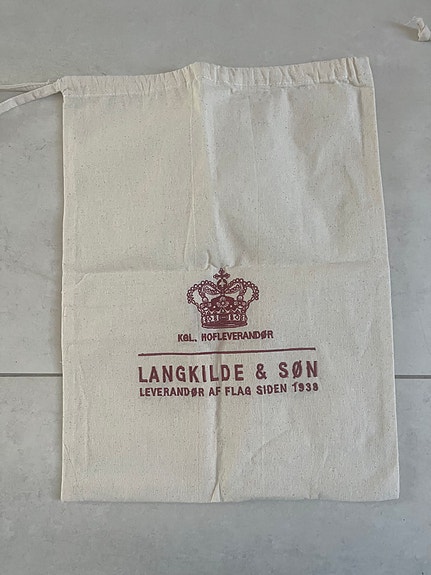 KGL. HOFLEVERANDØR
LANGKILDE & SØN
LEVERANDØR AF FLAG SIDEN 1938